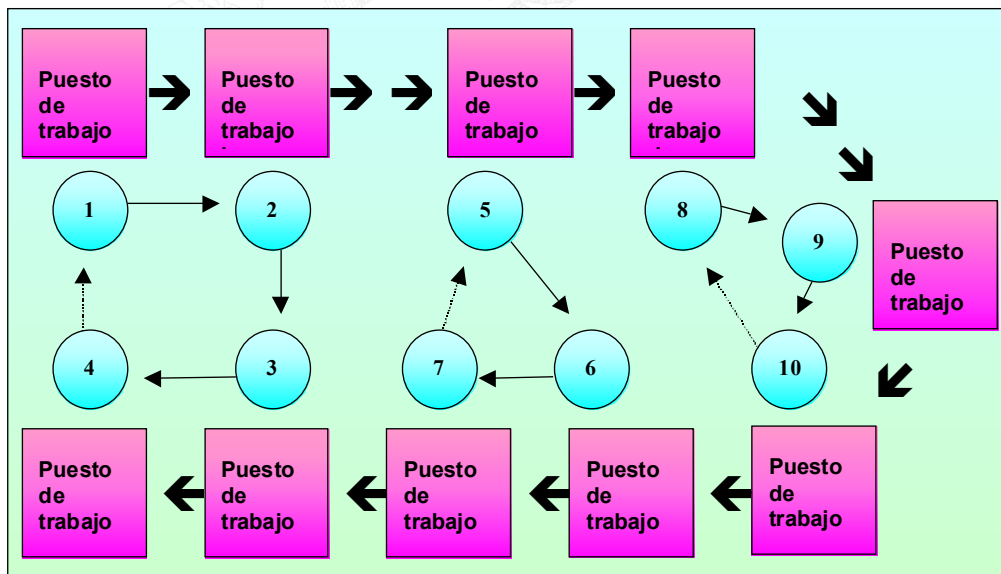 Puesto
de
trabajo
Puesto
de
trabajo
Puesto
de
trabajo
Puesto
de
trabajo
1
2
5
8
9
Puesto
de
trabajo
4
3
7
6
10
Puesto
de
trabajo
Puesto
de
trabajo
Puesto
de
trabajo
Puesto
de
trabajo
Puesto
de
trabajo